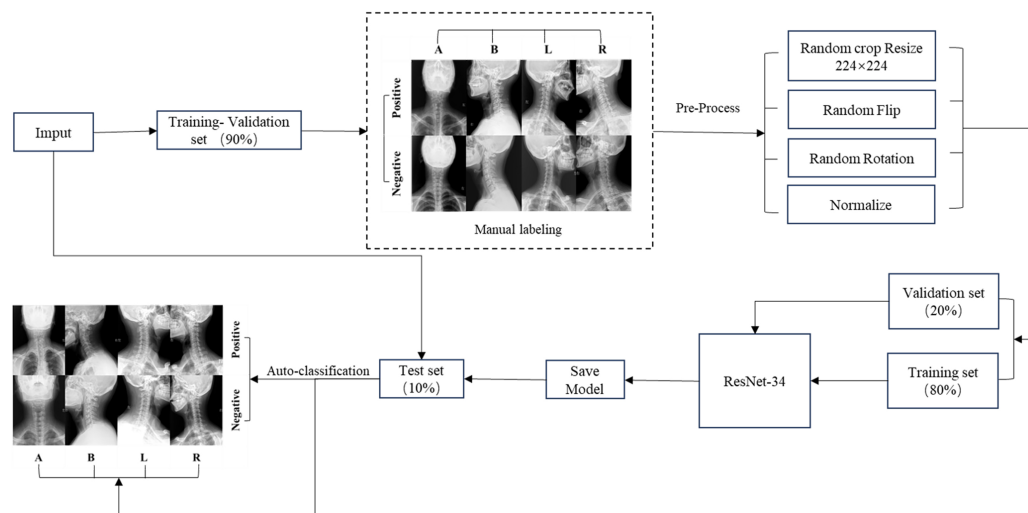 A B L R
Positive
Negative
Manual labeling
Imput
Training- Validation
set （90%）
Pre-Process
Random crop Resize
224×224
Random Flip
Random Rotation
Normalize
Validation set
（20%）
Training set
（80%）
ResNet-34
Save
Model
Test set
（10%）
Auto-classification
Positive
Negative
A B L R